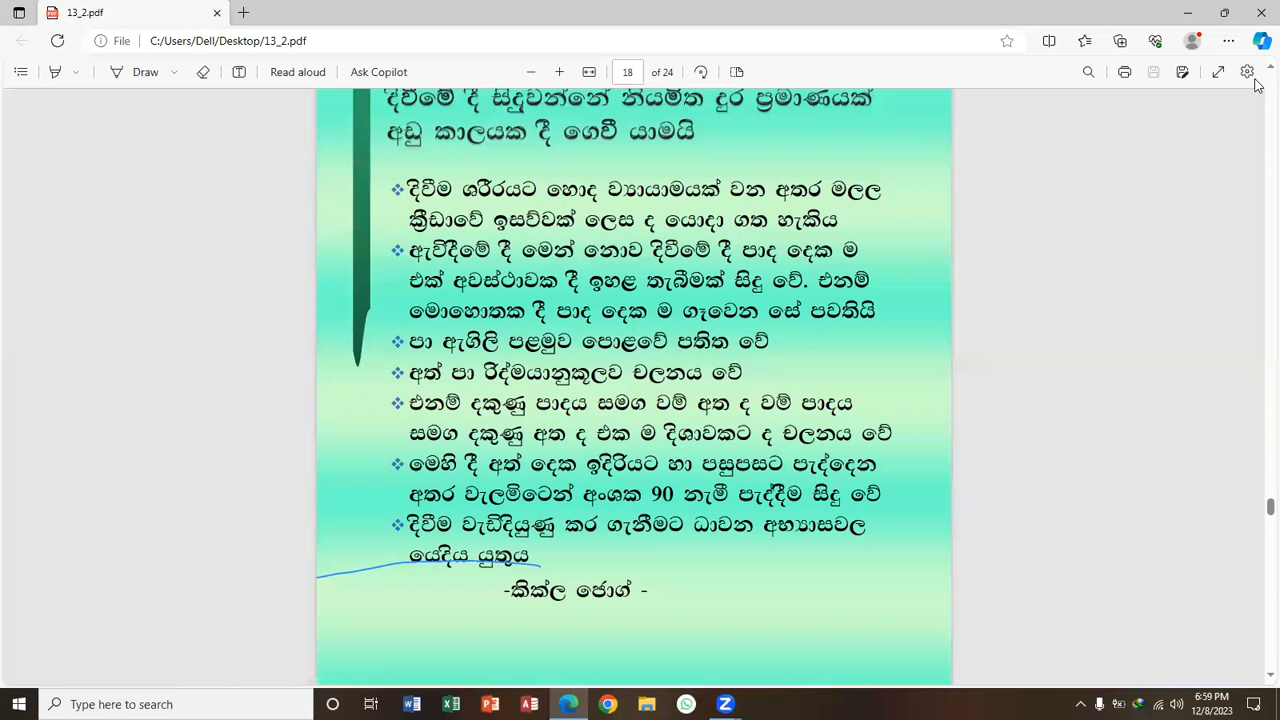 13_2.pdf
File C:/Users/Dell/Desktop/13_2.pdf
Draw Read aloud Ask Copilot 18 of 24
දිවීමේ දී සිදුවන්නේ නියමිත දුර ප්‍රමාණයක්
අඩු කාලයක දී ගෙවී යාමයි
❖දිවීම ශරීරයට හොඳ ව්‍යායාමයක් වන අතර මලල
ක්‍රීඩාවේ ඉසව්වක් ලෙස ද යොදා ගත හැකිය
❖ඇවිදීමේ දී මෙන් නොව දිවීමේ දී පාද දෙක ම
එක් අවස්ථාවක දී ඉහළ තැබීමක් සිදු වේ. එනම්
මොහොතක දී පාද දෙක ම ගෑවෙන සේ පවතියි
❖පා ඇගිලි පළමුව පොළවේ පතිත වේ
❖අත් පා රිද්මයානුකූලව චලනය වේ
❖එනම් දකුණු පාදය සමග වම් අත ද වම් පාදය
සමග දකුණු අත ද එක ම දිශාවකට ද චලනය වේ
❖මෙහි දී අත් දෙක ඉදිරියට හා පසුපසට පැද්දෙන
අතර වැලමිටෙන් අංශක 90 නැමී පැද්දීම සිදු වේ
❖දිවීම වැඩිදියුණු කර ගැනීමට ධාවන අභ්‍යාසවල
යෙදිය යුතුය
-කික්ල ජොග් -
Type here to search
6:59 PM
12/8/2023